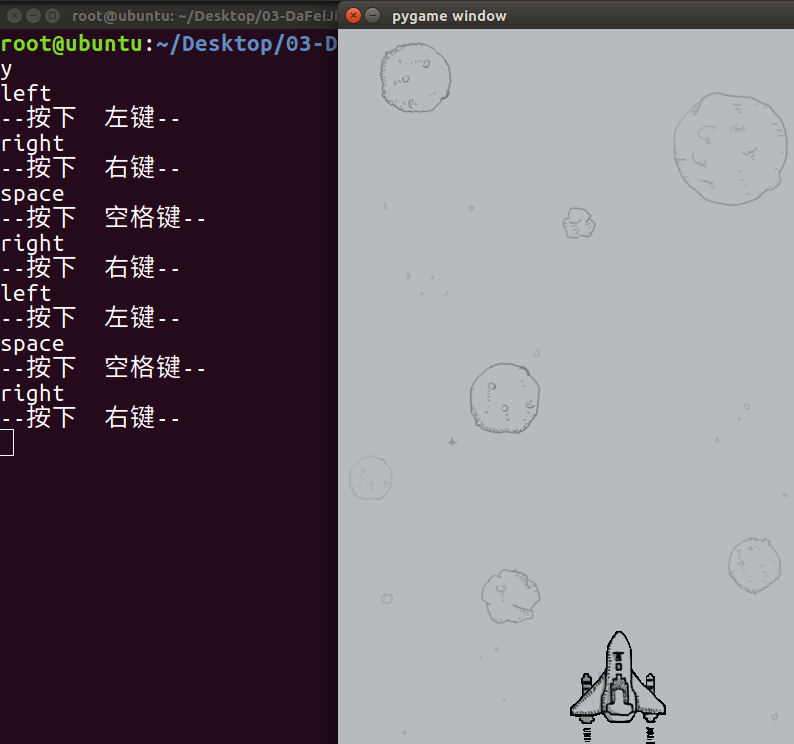 root@ubuntu: ~/Desktop/03-DaFeiJi
pygame window
root@ubuntu:~/Desktop/03-D
y
left
--按下  左键--
right
--按下  右键--
space
--按下  空格键--
right
--按下  右键--
left
--按下  左键--
space
--按下  空格键--
right
--按下  右键--